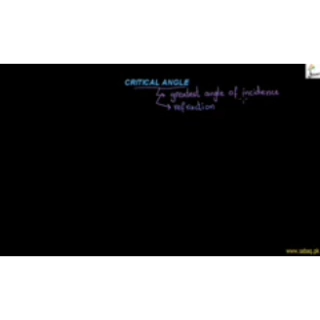 CRITICAL ANGLE
greatest angle of incidence
refraction
www.sabaq.pk